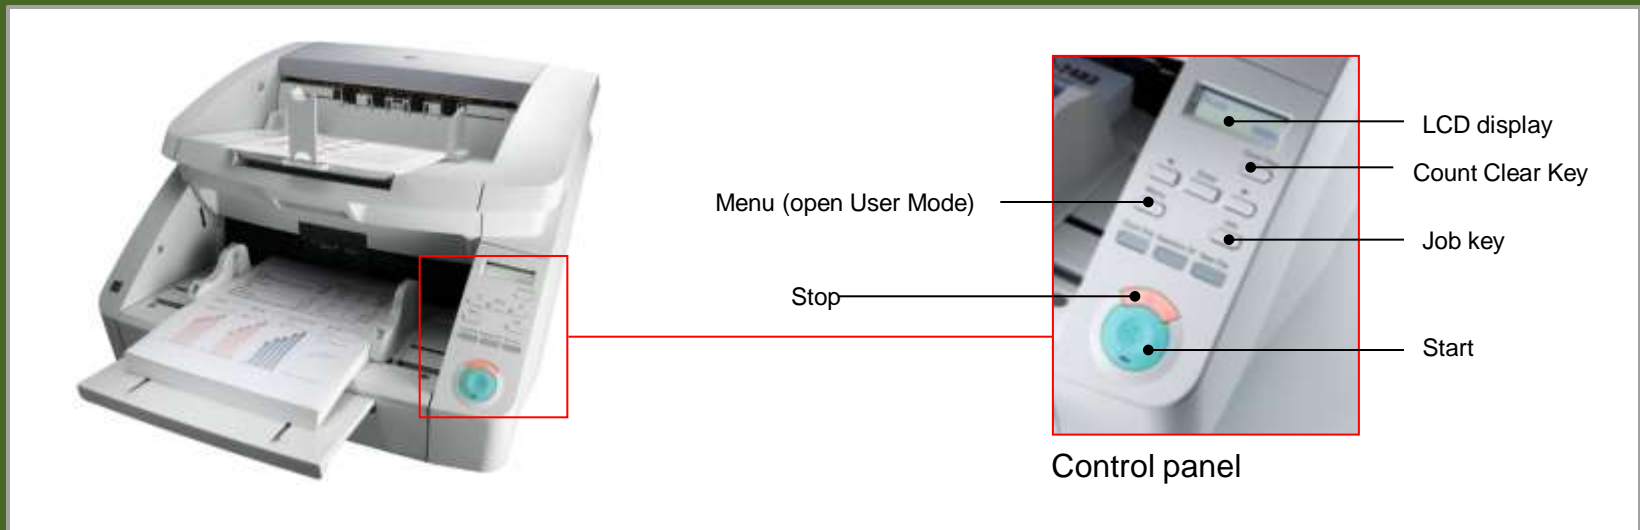 LCD display
Count Clear Key
Menu (open User Mode)
Job key
Stop
Start
Control panel